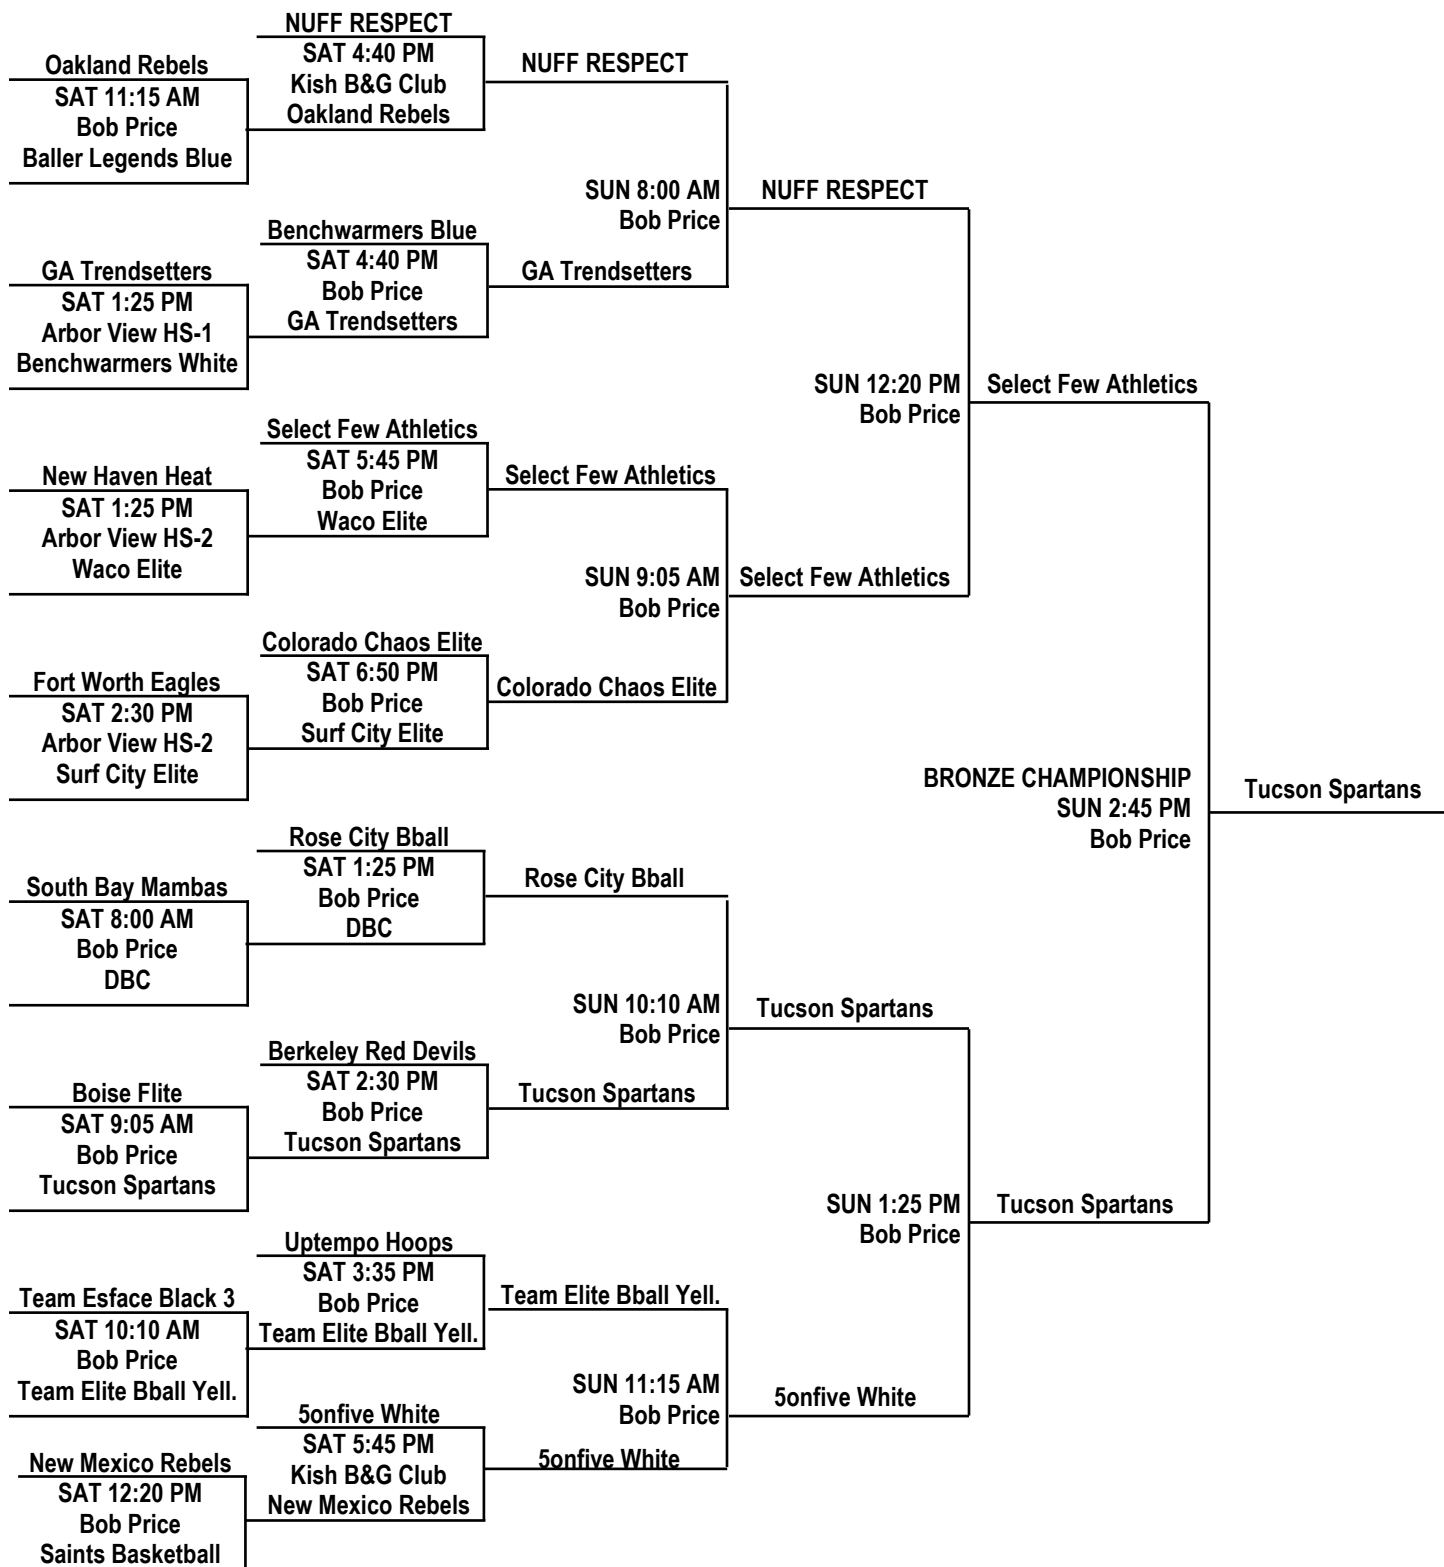 NUFF RESPECT
SAT 4:40 PM
Kish B&G Club
Oakland Rebels
NUFF RESPECT
Oakland Rebels
SAT 11:15 AM
Bob Price
Baller Legends Blue
SUN 8:00 AM
Bob Price
NUFF RESPECT
Benchwarmers Blue
SAT 4:40 PM
Bob Price
GA Trendsetters
GA Trendsetters
GA Trendsetters
SAT 1:25 PM
Arbor View HS-1
Benchwarmers White
SUN 12:20 PM
Bob Price
Select Few Athletics
Select Few Athletics
SAT 5:45 PM
Bob Price
Waco Elite
Select Few Athletics
New Haven Heat
SAT 1:25 PM
Arbor View HS-2
Waco Elite
SUN 9:05 AM
Bob Price
Select Few Athletics
Colorado Chaos Elite
SAT 6:50 PM
Bob Price
Surf City Elite
Colorado Chaos Elite
Fort Worth Eagles
SAT 2:30 PM
Arbor View HS-2
Surf City Elite
BRONZE CHAMPIONSHIP
SUN 2:45 PM
Bob Price
Tucson Spartans
Rose City Bball
SAT 1:25 PM
Bob Price
DBC
Rose City Bball
South Bay Mambas
SAT 8:00 AM
Bob Price
DBC
SUN 10:10 AM
Bob Price
Tucson Spartans
Berkeley Red Devils
SAT 2:30 PM
Bob Price
Tucson Spartans
Tucson Spartans
Boise Flite
SAT 9:05 AM
Bob Price
Tucson Spartans
SUN 1:25 PM
Bob Price
Tucson Spartans
Uptempo Hoops
SAT 3:35 PM
Bob Price
Team Elite Bball Yell.
Team Elite Bball Yell.
Team Esface Black 3
SAT 10:10 AM
Bob Price
Team Elite Bball Yell.
SUN 11:15 AM
Bob Price
5onfive White
5onfive White
SAT 5:45 PM
Kish B&G Club
New Mexico Rebels
5onfive White
New Mexico Rebels
SAT 12:20 PM
Bob Price
Saints Basketball